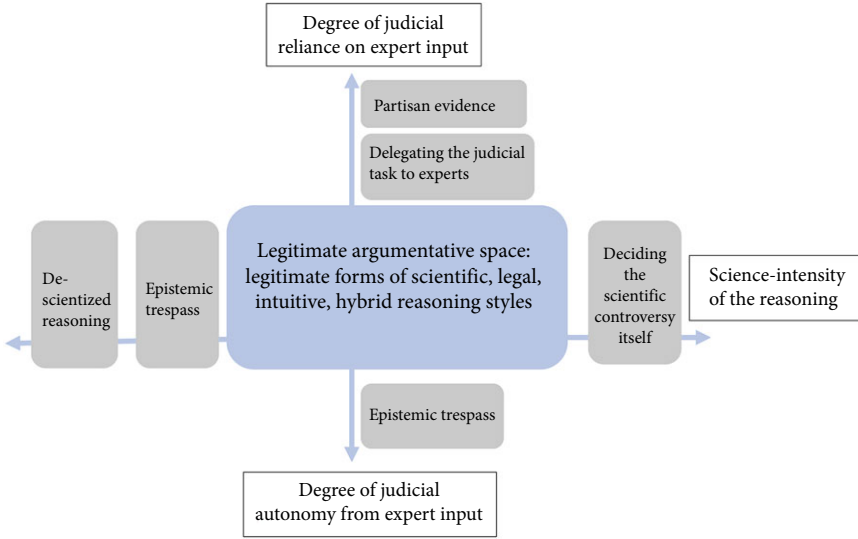 Degree of judicial
reliance on expert input
Partisan evidence
Delegating the judicial
task to experts
De-
scientized
reasoning
Epistemic
trespass
Legitimate argumentative space:
legitimate forms of scientific, legal,
intuitive, hybrid reasoning styles
Deciding
the
scientific
controversy
itself
Science-intensity
of the reasoning
Epistemic trespass
Degree of judicial
autonomy from expert input